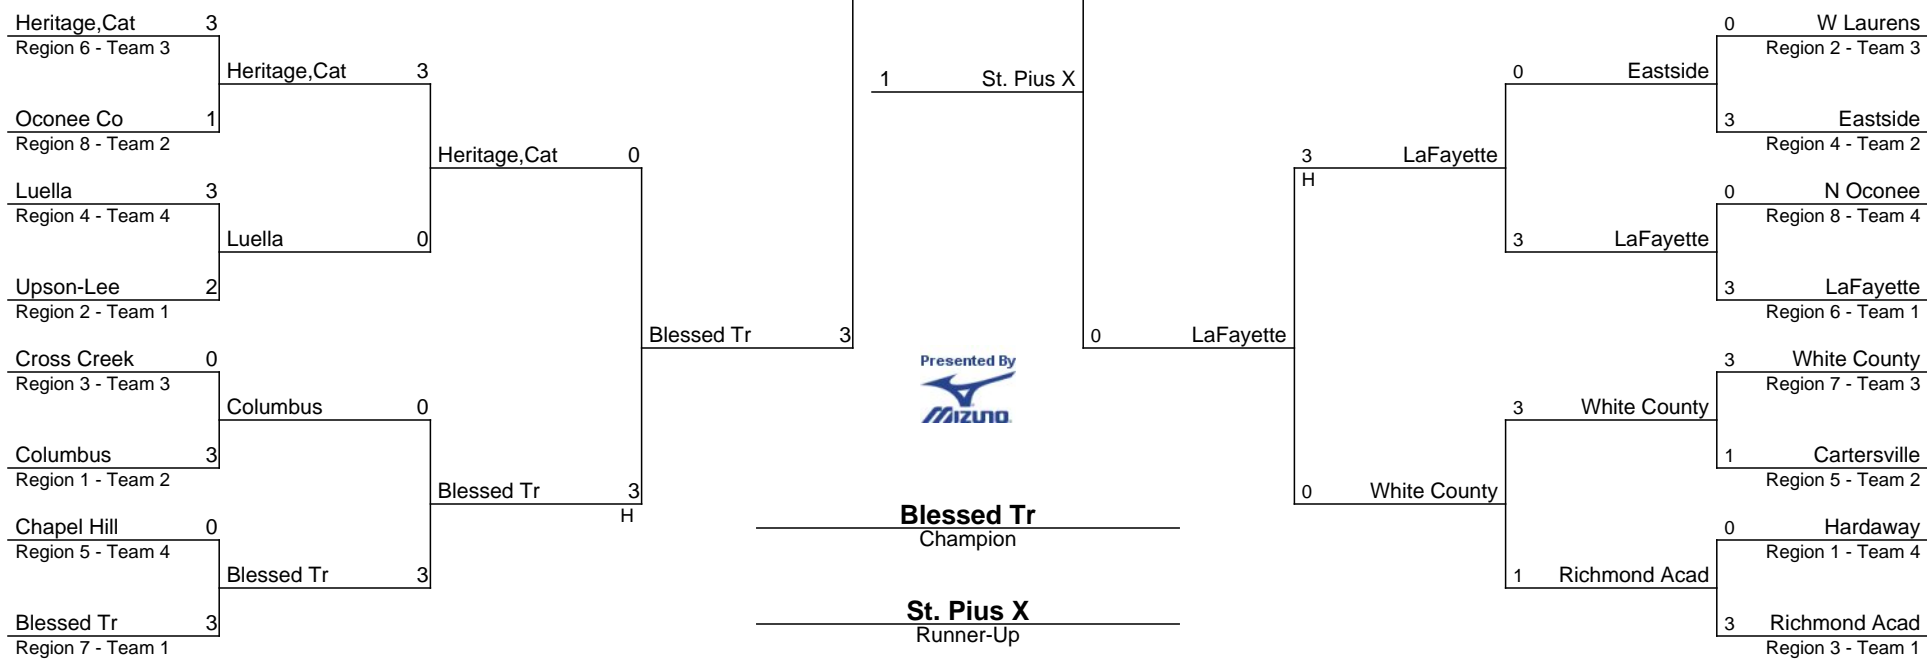 Heritage,Cat 3
Region 6 - Team 3
Oconee Co 1
Region 8 - Team 2
Luella 3
Region 4 - Team 4
Upson-Lee 2
Region 2 - Team 1
Cross Creek 0
Region 3 - Team 3
Columbus 3
Region 1 - Team 2
Chapel Hill 0
Region 5 - Team 4
Blessed Tr 3
Region 7 - Team 1
Heritage,Cat 3
Luella 0
Columbus 0
Blessed Tr 3
Heritage,Cat 0
Blessed Tr 3
H
Blessed Tr 3
1 St. Pius X
Presented By
MIZUNO
Blessed Tr
Champion
St. Pius X
Runner-Up
0 LaFayette
3 LaFayette
H
0 White County
0 Eastside
3 LaFayette
3 White County
1 Richmond Acad
0 W Laurens
Region 2 - Team 3
3 Eastside
Region 4 - Team 2
0 N Oconee
Region 8 - Team 4
3 LaFayette
Region 6 - Team 1
3 White County
Region 7 - Team 3
1 Cartersville
Region 5 - Team 2
0 Hardaway
Region 1 - Team 4
3 Richmond Acad
Region 3 - Team 1